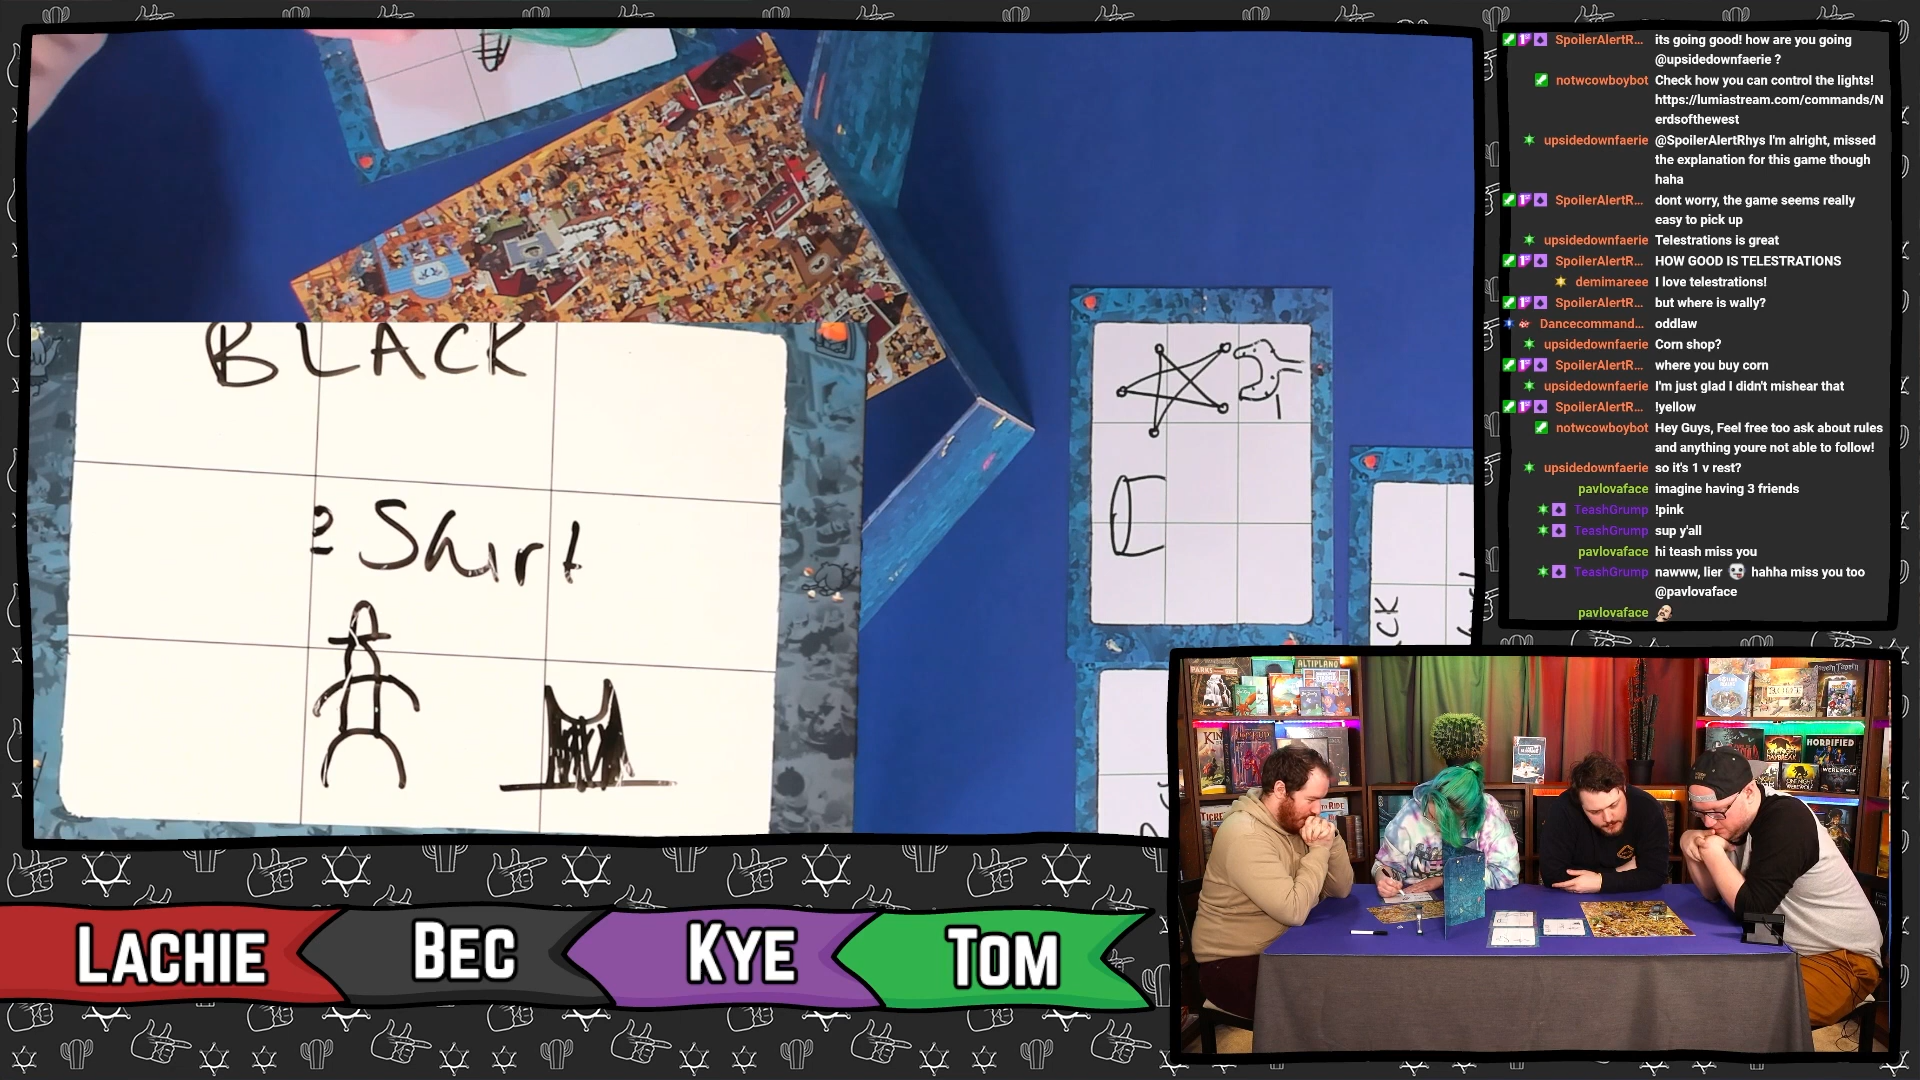 BLACK
Shirt
CK
SpoilerAlertR... its going good! how are you going
@upsidedownfaerie ?
notwcowboybot Check how you can control the lights!
https://lumiastream.com/commands/N
erdsofthewest
upsidedownfaerie @SpoilerAlertRhys I'm alright, missed
the explanation for this game though
haha
SpoilerAlertR... dont worry, the game seems really
easy to pick up
upsidedownfaerie Telestrations is great
SpoilerAlertR... HOW GOOD IS TELESTRATIONS
demimareee I love telestrations!
SpoilerAlertR... but where is wally?
Dancecommand... oddlaw
upsidedownfaerie Corn shop?
SpoilerAlertR... where you buy corn
upsidedownfaerie I'm just glad I didn't mishear that
SpoilerAlertR... !yellow
notwcowboybot Hey Guys, Feel free too ask about rules
and anything youre not able to follow!
upsidedownfaerie so it's 1 v rest?
pavlovaface imagine having 3 friends
TeashGrump !pink
TeashGrump sup y'all
pavlovaface hi teash miss you
TeashGrump nawww, lier hahha miss you too
@pavlovaface
pavlovaface
PARKS
ALTIPLANO
HORRIFIED
WEREWOLF
LACHIE
BEC
KYE
TOM